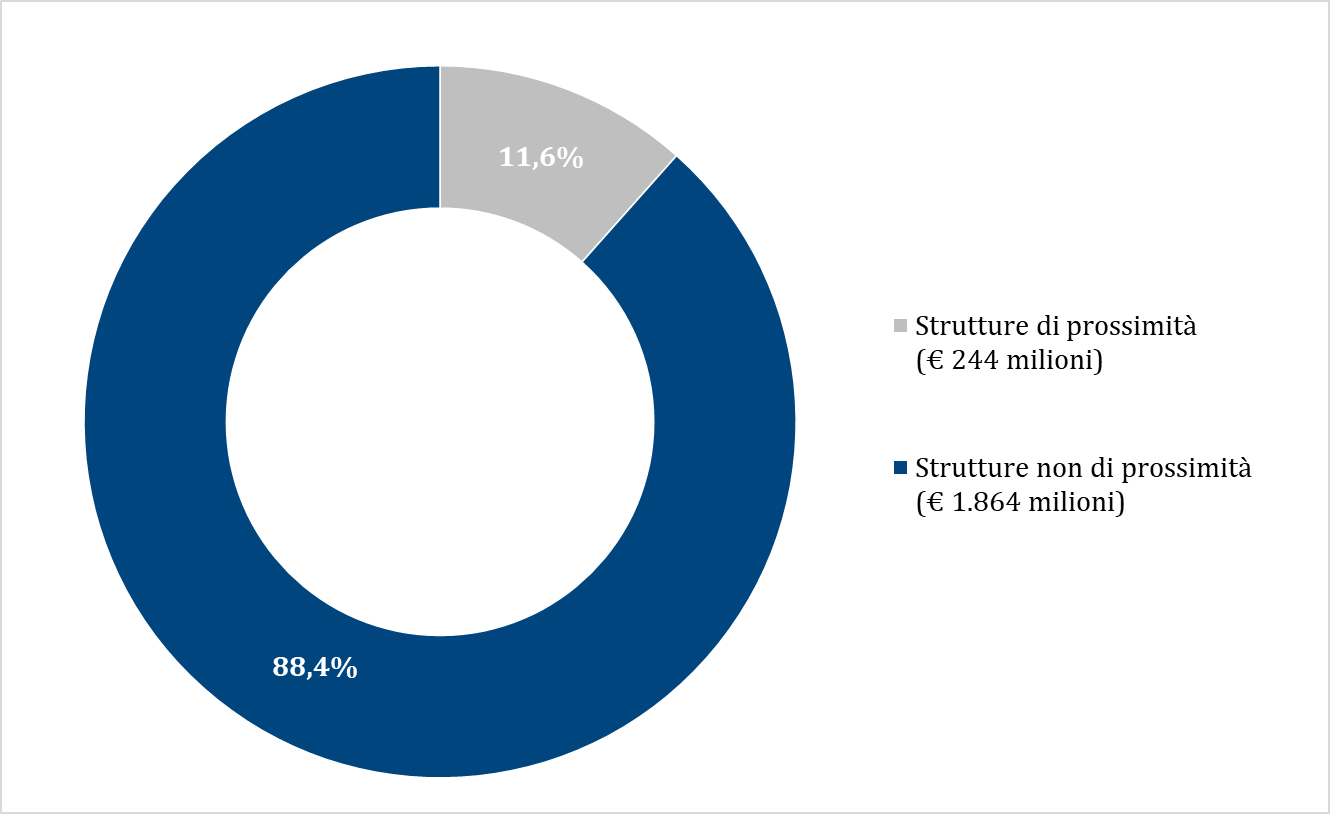 11,6%
Strutture di prossimità
(€ 244 milioni)
Strutture non di prossimità
(€ 1.864 milioni)
88,4%